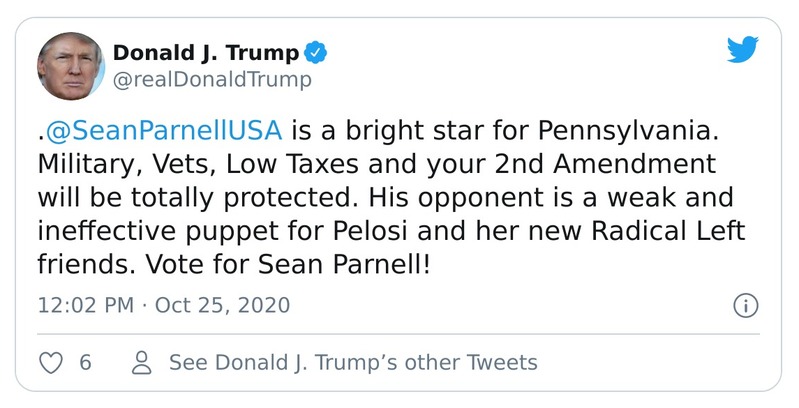 Donald J. Trump
@realDonaldTrump
.@SeanParnellUSA is a bright star for Pennsylvania.
Military, Vets, Low Taxes and your 2nd Amendment
will be totally protected. His opponent is a weak and
ineffective puppet for Pelosi and her new Radical Left
friends. Vote for Sean Parnell!
12:02 PM · Oct 25, 2020
6 See Donald J. Trump’s other Tweets